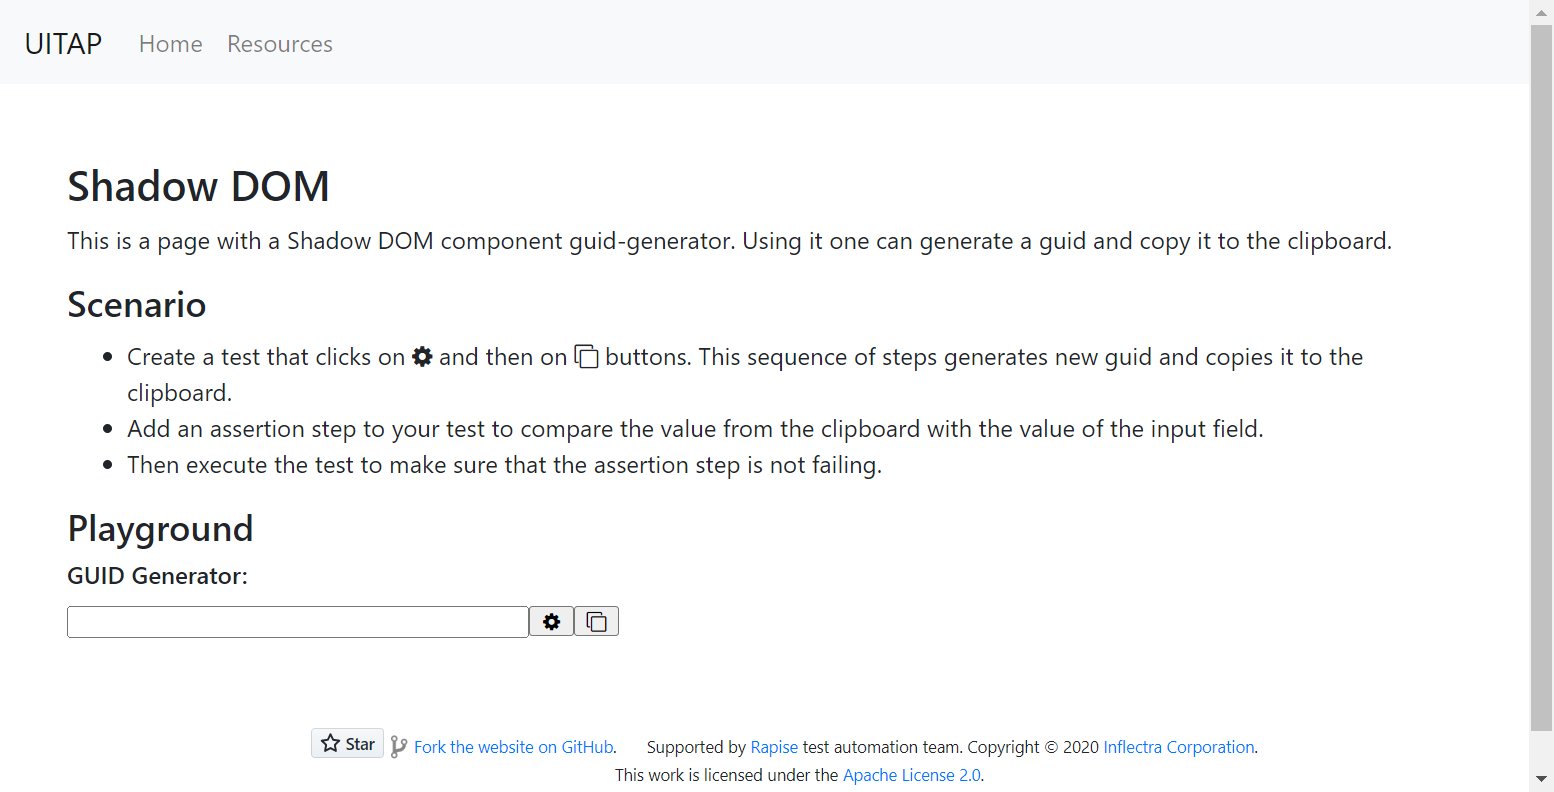 UITAP Home Resources
Shadow DOM
This is a page with a Shadow DOM component guid-generator. Using it one can generate a guid and copy it to the clipboard.
Scenario
Create a test that clicks on and then on buttons. This sequence of steps generates new guid and copies it to the
clipboard.
Add an assertion step to your test to compare the value from the clipboard with the value of the input field.
Then execute the test to make sure that the assertion step is not failing.
Playground
GUID Generator:
Star Fork the website on GitHub. Supported by Rapise test automation team. Copyright © 2020 Inflectra Corporation.
This work is licensed under the Apache License 2.0.